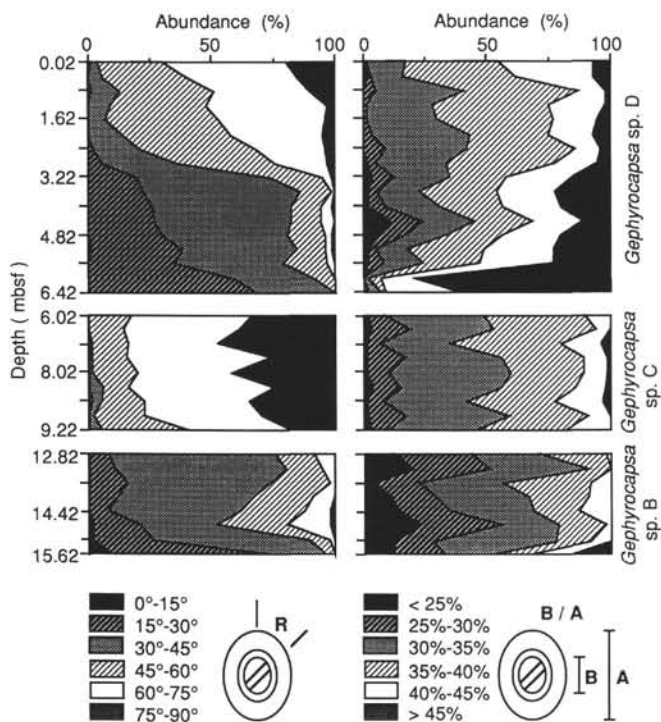 Abundance (%)
Abundance (%)
0 50 100
0 50 100
0.02
1.62
3.22
4.82
6.42
Gephyrocapsa sp. D
Depth ( mbsf )
6.02
8.02
9.22
Gephyrocapsa
sp. C
12.82
14.42
15.62
Gephyrocapsa
sp. B
0°-15°
15°-30°
30°-45°
45°-60°
60°-75°
75°-90°
R
< 25%
25%-30%
30%-35%
35%-40%
40%-45%
> 45%
B / A
B
A